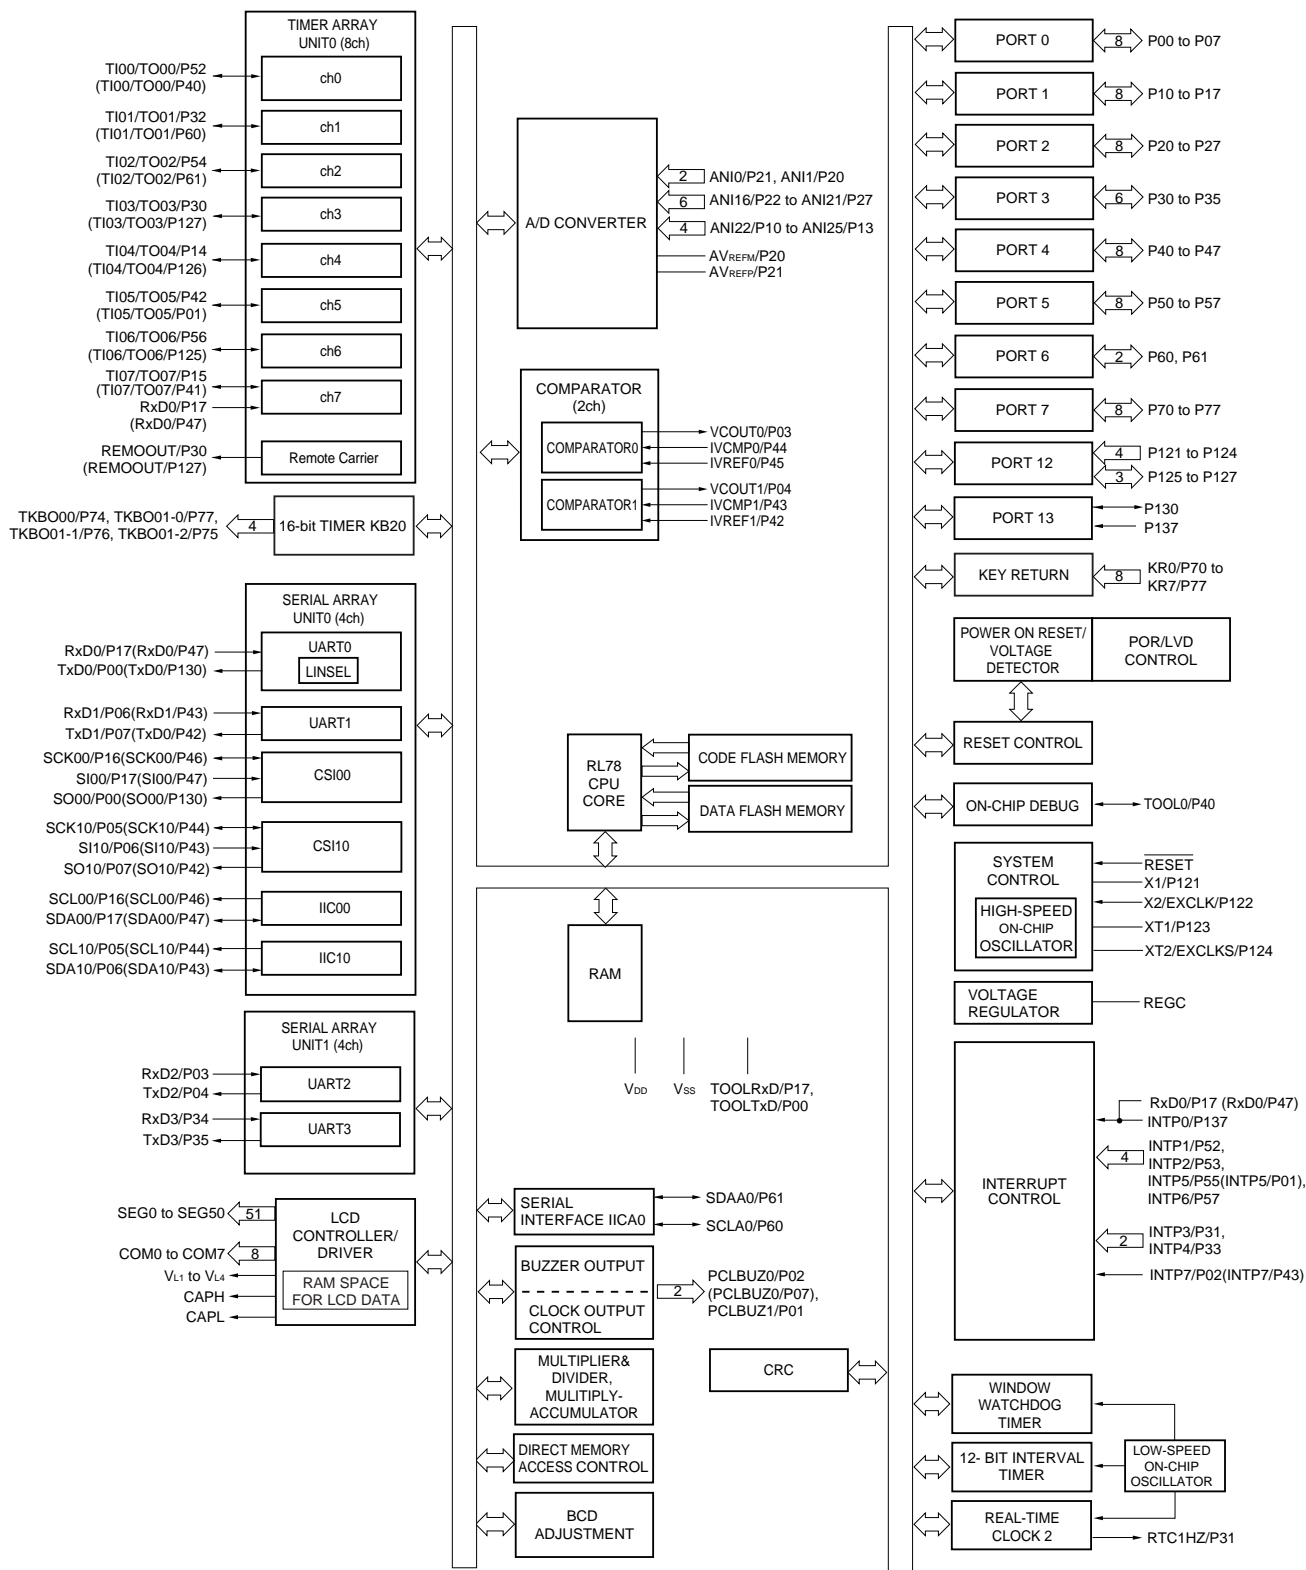 TIMER ARRAY
UNIT0 (8ch)
TI00/TO00/P52
(TI00/TO00/P40)
ch0
TI01/TO01/P32
(TI01/TO01/P60)
ch1
TI02/TO02/P54
(TI02/TO02/P61)
ch2
TI03/TO03/P30
(TI03/TO03/P127)
ch3
TI04/TO04/P14
(TI04/TO04/P126)
ch4
TI05/TO05/P42
(TI05/TO05/P01)
ch5
TI06/TO06/P56
(TI06/TO06/P125)
ch6
TI07/TO07/P15
(TI07/TO07/P41)
RxD0/P17
(RxD0/P47)
ch7
REMOOUT/P30
(REMOOUT/P127)
Remote Carrier
TKBO00/P74, TKBO01-0/P77,
TKBO01-1/P76, TKBO01-2/P75
4
16-bit TIMER KB20
SERIAL ARRAY
UNIT0 (4ch)
RxD0/P17(RxD0/P47)
TxD0/P00(TxD0/P130)
UART0
LINSEL
RxD1/P06(RxD1/P43)
TxD1/P07(TxD0/P42)
UART1
SCK00/P16(SCK00/P46)
SI00/P17(SI00/P47)
SO00/P00(SO00/P130)
CSI00
SCK10/P05(SCK10/P44)
SI10/P06(SI10/P43)
SO10/P07(SO10/P42)
CSI10
SCL00/P16(SCL00/P46)
SDA00/P17(SDA00/P47)
IIC00
SCL10/P05(SCL10/P44)
SDA10/P06(SDA10/P43)
IIC10
SERIAL ARRAY
UNIT1 (4ch)
RxD2/P03
TxD2/P04
UART2
RxD3/P34
TxD3/P35
UART3
SEG0 to SEG50
51
COM0 to COM7
8
VL1 to VL4
CAPH
CAPL
LCD
CONTROLLER/
DRIVER
RAM SPACE
FOR LCD DATA
A/D CONVERTER
2
ANI0/P21, ANI1/P20
6
ANI16/P22 to ANI21/P27
4
ANI22/P10 to ANI25/P13
AVREFM/P20
AVREFP/P21
COMPARATOR
(2ch)
COMPARATOR0
VCOUT0/P03
IVCMP0/P44
IVREF0/P45
COMPARATOR1
VCOUT1/P04
IVCMP1/P43
IVREF1/P42
RL78
CPU
CORE
CODE FLASH MEMORY
DATA FLASH MEMORY
RAM
VDD
VSS
TOOLRxD/P17,
TOOLTxD/P00
SERIAL
INTERFACE IICA0
SDAA0/P61
SCLA0/P60
BUZZER OUTPUT
CLOCK OUTPUT
CONTROL
2
PCLBUZ0/P02
(PCLBUZ0/P07),
PCLBUZ1/P01
MULTIPLIER&
DIVIDER,
MULITIPLY-
ACCUMULATOR
CRC
DIRECT MEMORY
ACCESS CONTROL
BCD
ADJUSTMENT
PORT 0
8
P00 to P07
PORT 1
8
P10 to P17
PORT 2
8
P20 to P27
PORT 3
6
P30 to P35
PORT 4
8
P40 to P47
PORT 5
8
P50 to P57
PORT 6
2
P60, P61
PORT 7
8
P70 to P77
PORT 12
4
P121 to P124
3
P125 to P127
PORT 13
P130
P137
KEY RETURN
8
KR0/P70 to
KR7/P77
POWER ON RESET/
VOLTAGE
DETECTOR
POR/LVD
CONTROL
RESET CONTROL
ON-CHIP DEBUG
TOOL0/P40
SYSTEM
CONTROL
HIGH-SPEED
ON-CHIP
OSCILLATOR
RESET
X1/P121
X2/EXCLK/P122
XT1/P123
XT2/EXCLKS/P124
VOLTAGE
REGULATOR
REGC
INTERRUPT
CONTROL
RxD0/P17 (RxD0/P47)
INTP0/P137
4
INTP1/P52,
INTP2/P53,
INTP5/P55(INTP5/P01),
INTP6/P57
2
INTP3/P31,
INTP4/P33
INTP7/P02(INTP7/P43)
WINDOW
WATCHDOG
TIMER
12- BIT INTERVAL
TIMER
LOW-SPEED
ON-CHIP
OSCILLATOR
REAL-TIME
CLOCK 2
RTC1HZ/P31